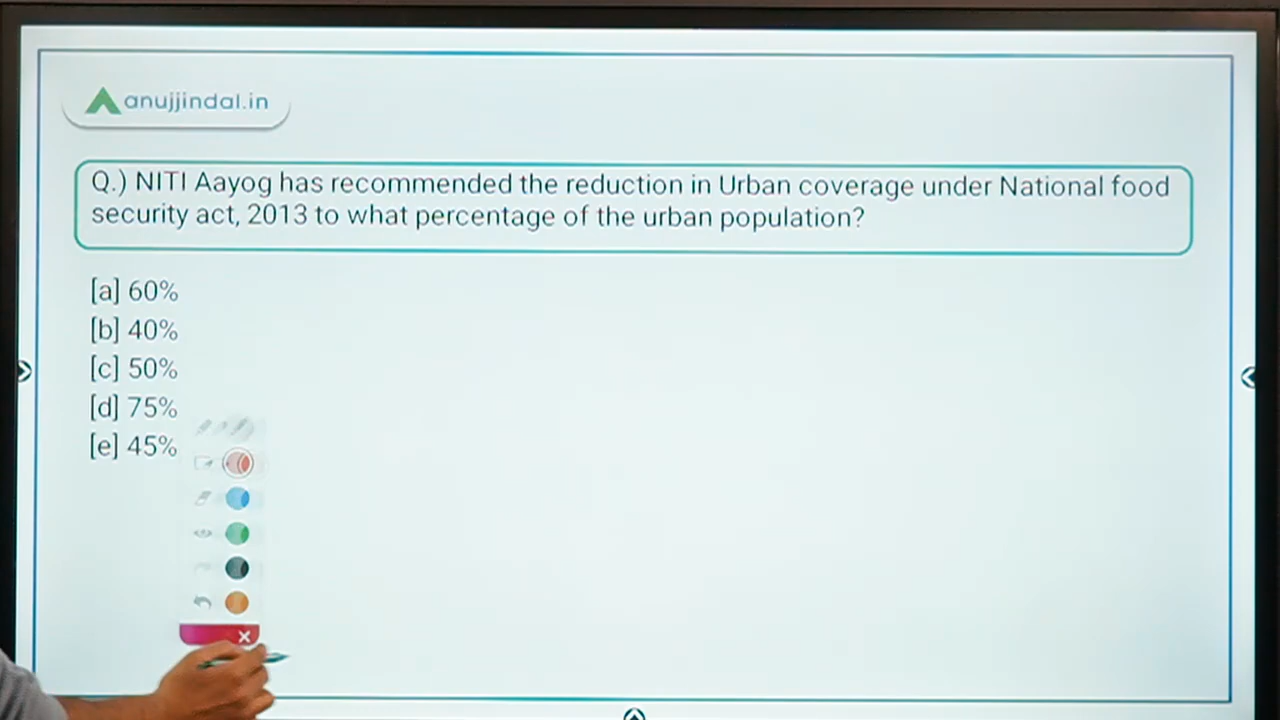 anujjindal.in
Q.) NITI Aayog has recommended the reduction in Urban coverage under National food
security act, 2013 to what percentage of the urban population?
[a] 60%
[b] 40%
[c] 50%
[d] 75%
[e] 45%